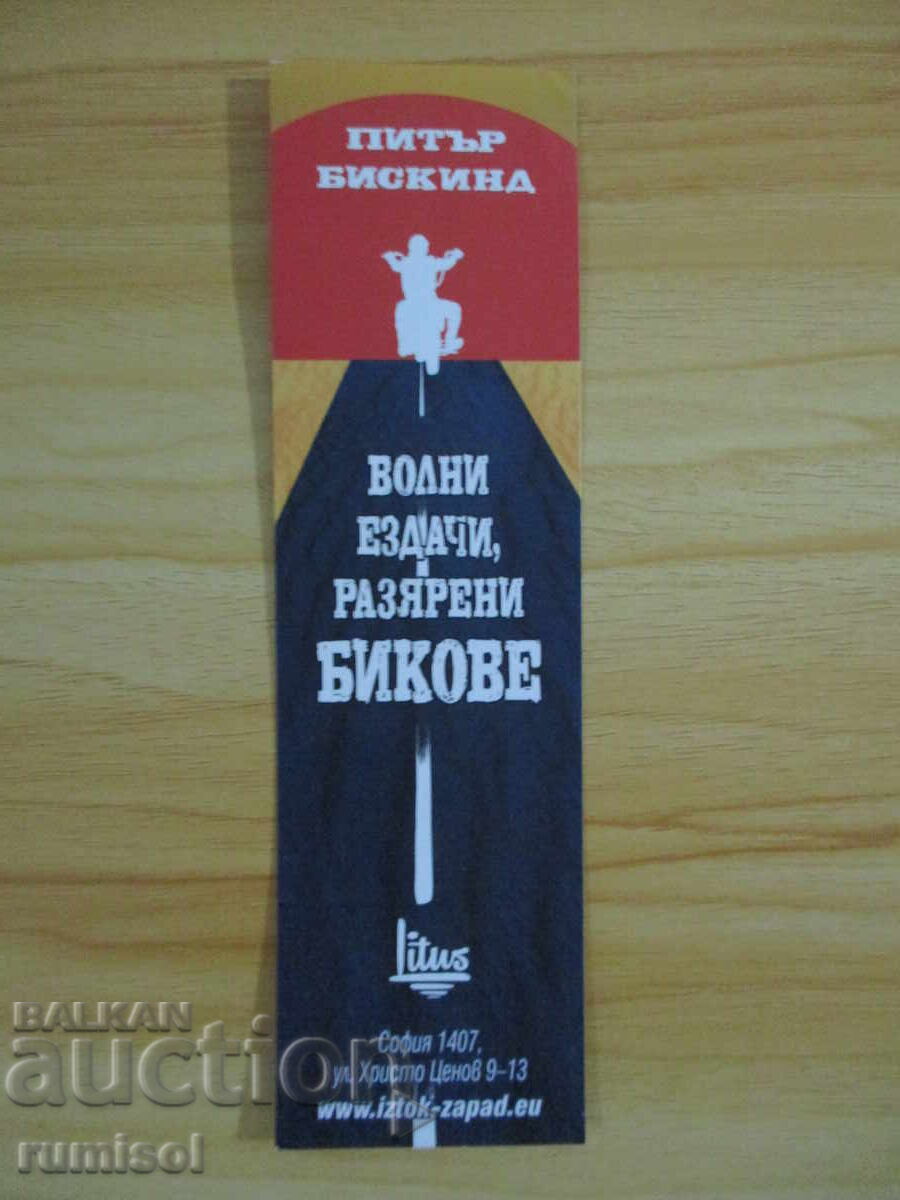 ПИТЪР
БИСКИНД
ВОЛНИ
ЕЗДАЧИ,
РАЗЯРЕНИ
БИКОВЕ
Litus
София 1407,
ул. Христо Ценов 9-13
www.iztok-zapad.eu
BALKAN
auction
rumisol